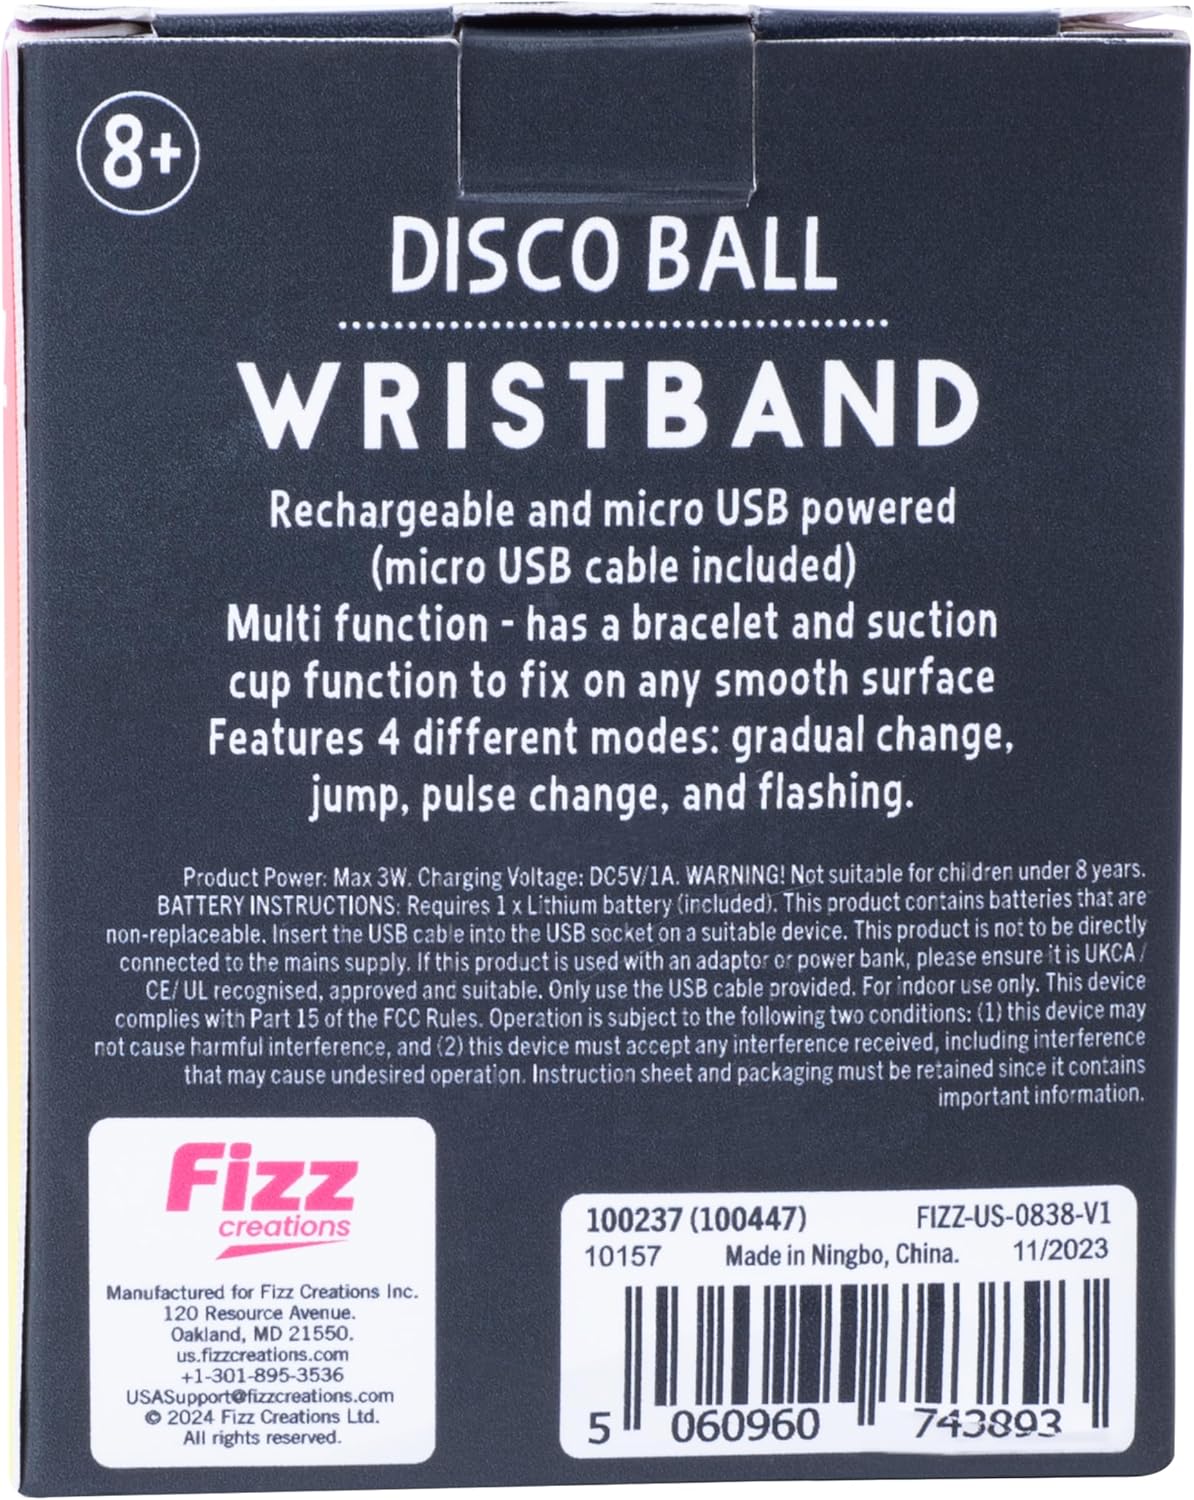 8+
DISCO BALL
WRISTBAND
Rechargeable and micro USB powered
(micro USB cable included)
Multi function - has a bracelet and suction
cup function to fix on any smooth surface
Features 4 different modes: gradual change,
jump, pulse change, and flashing.
Product Power: Max 3W. Charging Voltage: DC5V/1A. WARNING! Not suitable for children under 8 years.
BATTERY INSTRUCTIONS: Requires 1 x Lithium battery (included). This product contains batteries that are
non-replaceable. Insert the USB cable into the USB socket on a suitable device. This product is not to be directly
connected to the mains supply. If this product is used with an adaptor or power bank, please ensure it is UKCA /
CE/ UL recognised, approved and suitable. Only use the USB cable provided. For indoor use only. This device
complies with Part 15 of the FCC Rules. Operation is subject to the following two conditions: (1) this device may
not cause harmful interference, and (2) this device must accept any interference received, including interference
that may cause undesired operation. Instruction sheet and packaging must be retained since it contains
important information.
Fizz
creations
Manufactured for Fizz Creations Inc.
120 Resource Avenue.
Oakland, MD 21550.
us.fizzcreations.com
+1-301-895-3536
USASupport@fizzcreations.com
© 2024 Fizz Creations Ltd.
All rights reserved.
100237 (100447) FIZZ-US-0838-V1
10157 Made in Ningbo, China. 11/2023
5 060960 743893